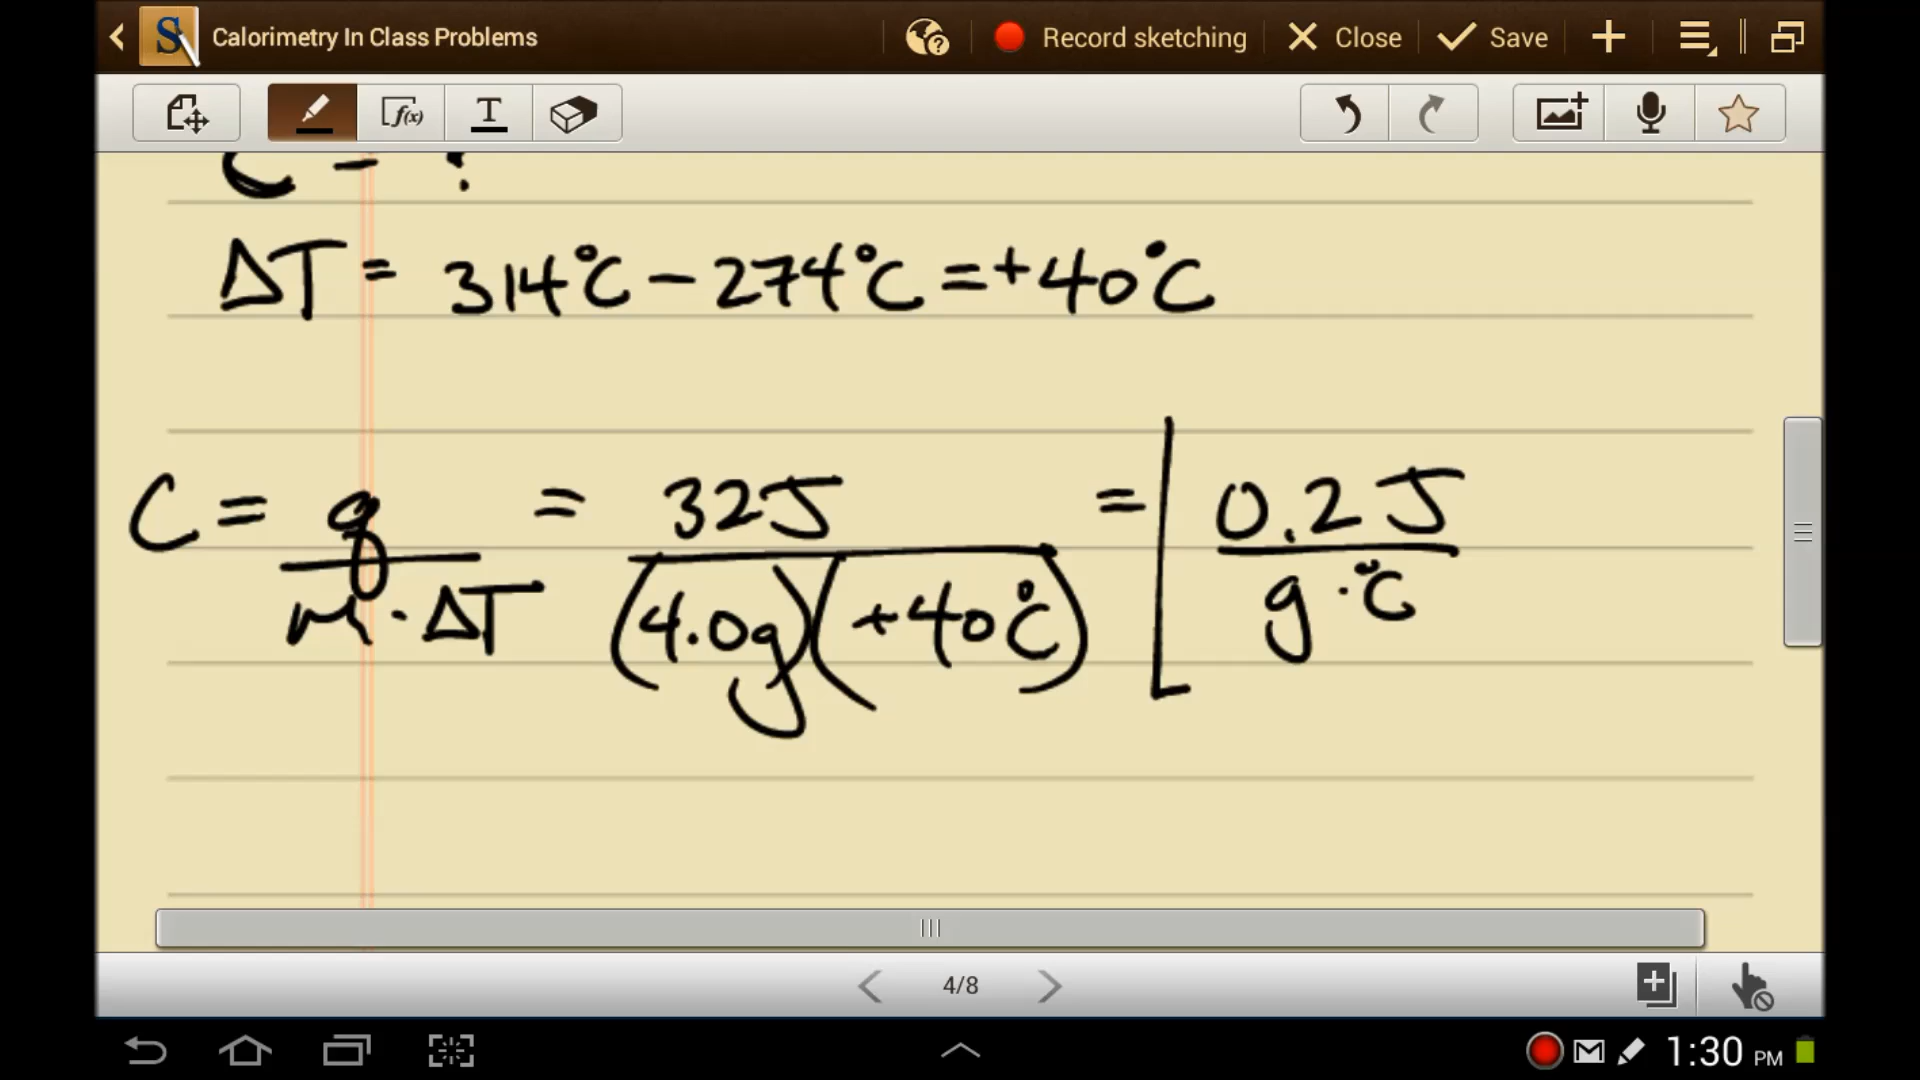 Calorimetry In Class Problems
Record sketching
Close
Save
f(x)
T
C = ?
ΔT = 314°C - 274°C = +40°C
C = q = 32J = 0.2 J
m · ΔT (4.0g)(+40°C) g·°C
4/8
1:30 PM